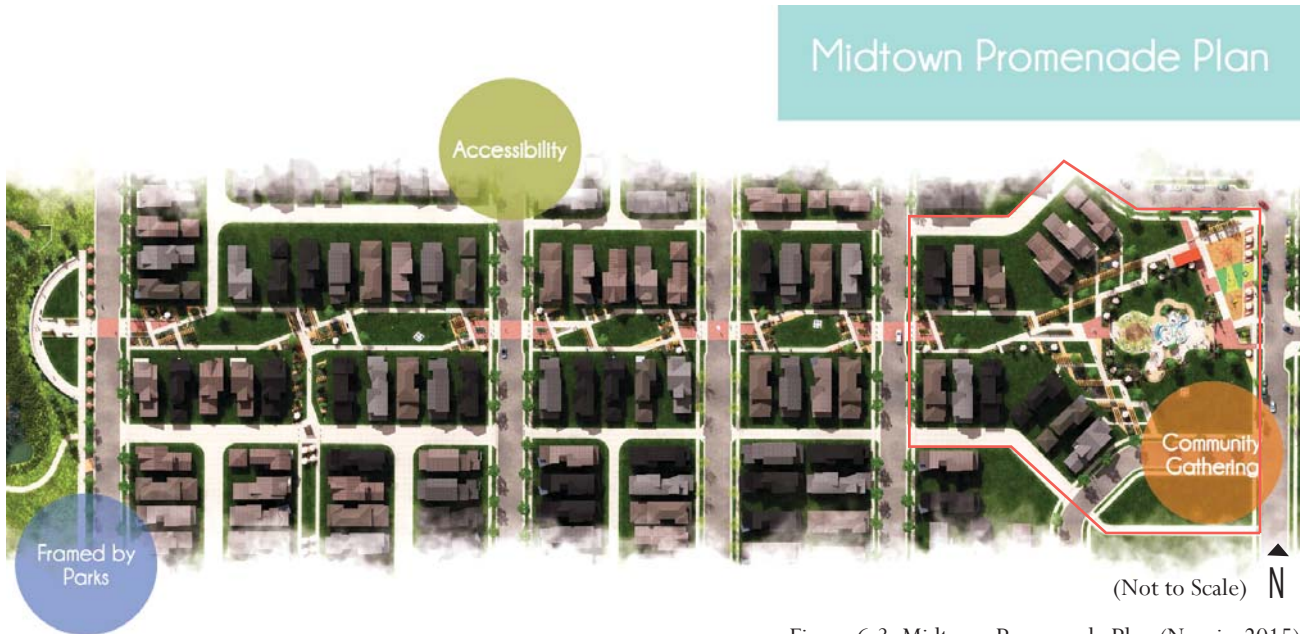 Midtown Promenade Plan
Accessibility
Community
Gathering
Framed by
Parks
(Not to Scale) N